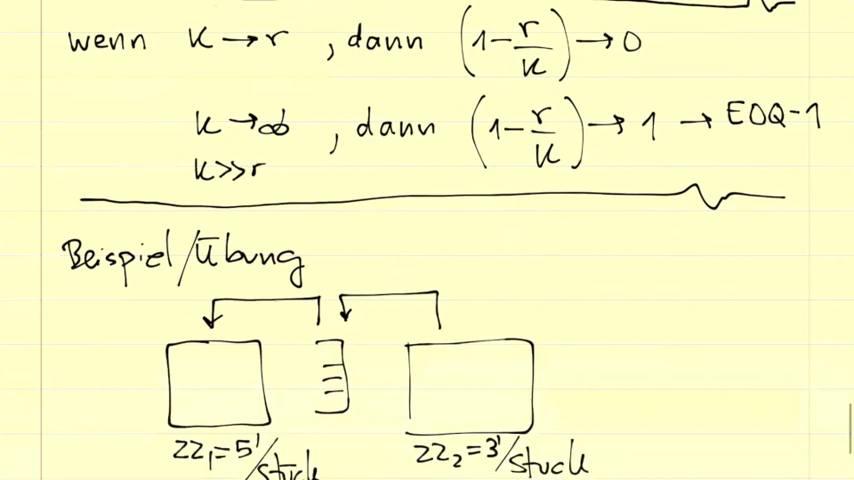 wenn K → r , dann (1 - r/K) → 0
K → ∞ , dann (1 - r/K) → 1 → EOQ-1
K >> r
Beispiel/Übung
ZZ₁ = 5'/Stück
ZZ₂ = 3'/Stück